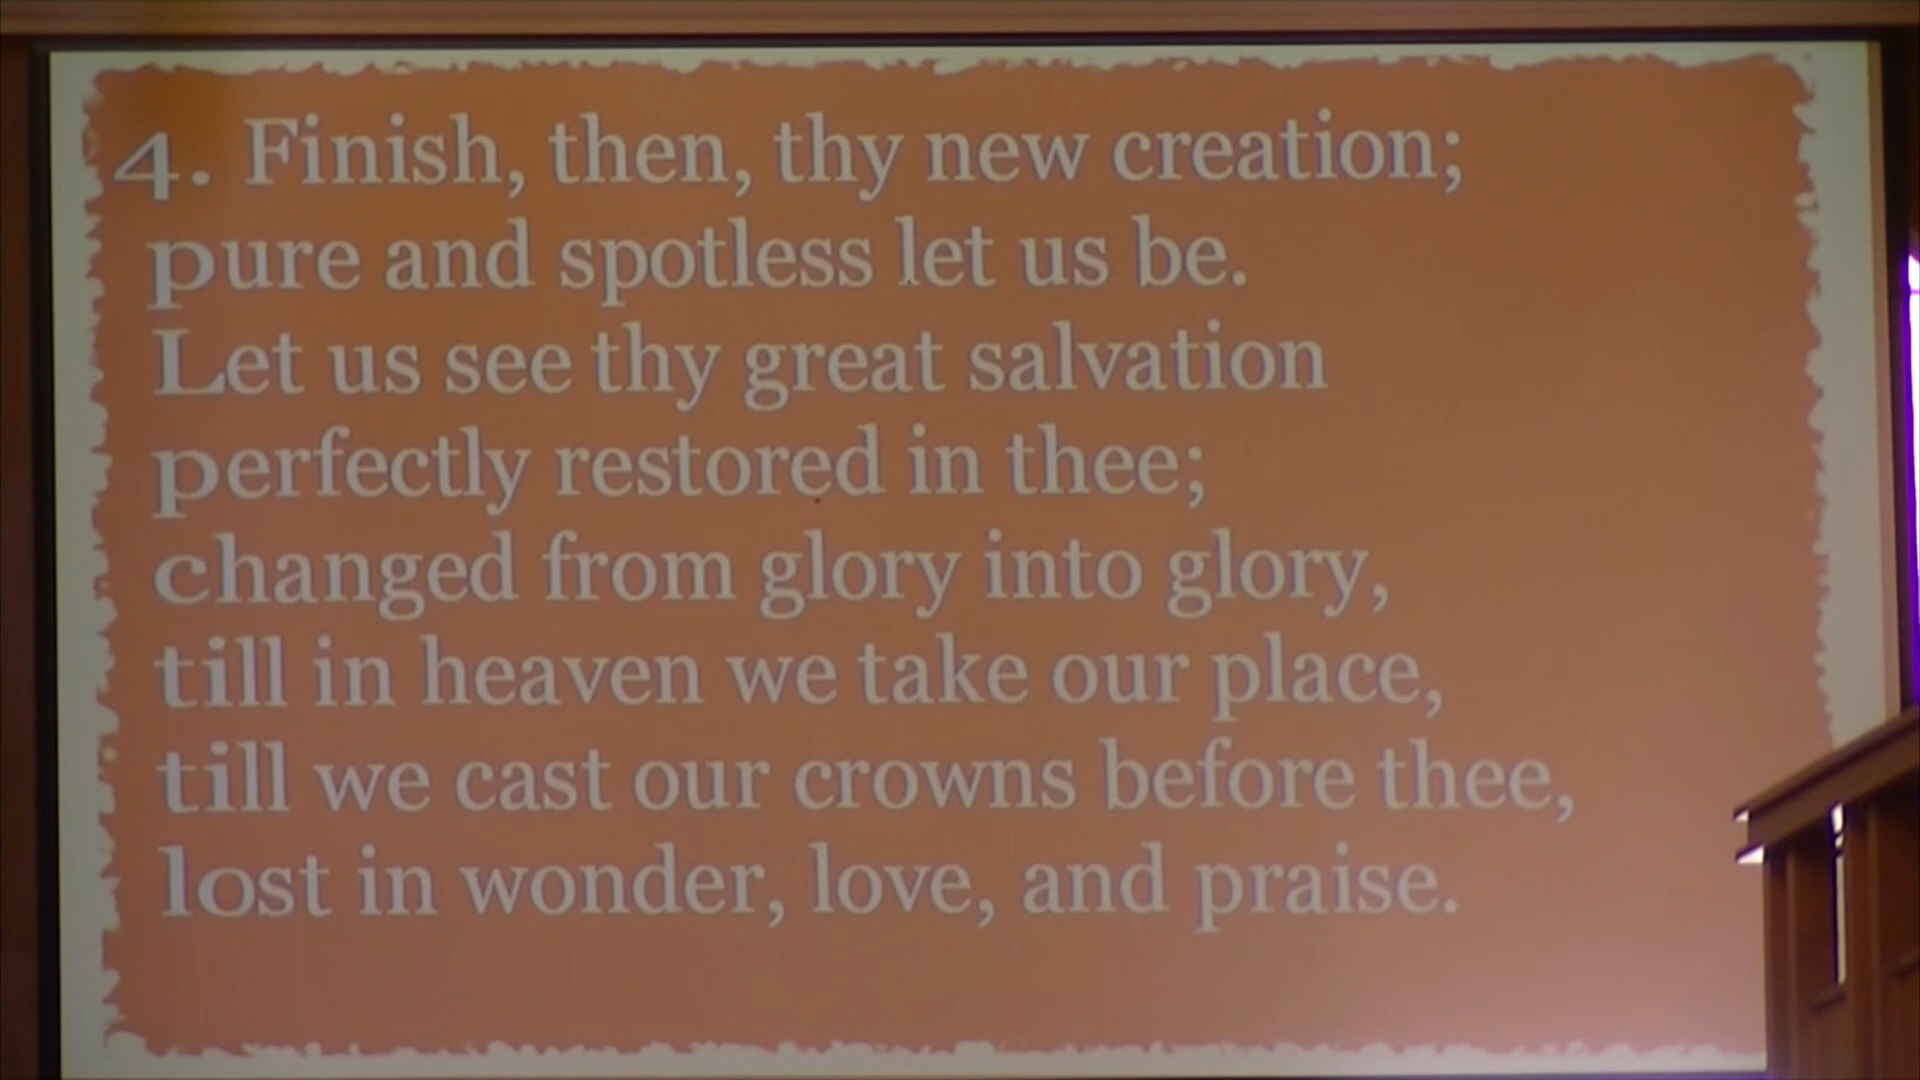 4. Finish, then, thy new creation;
pure and spotless let us be.
Let us see thy great salvation
perfectly restored in thee;
changed from glory into glory,
till in heaven we take our place,
till we cast our crowns before thee,
lost in wonder, love, and praise.